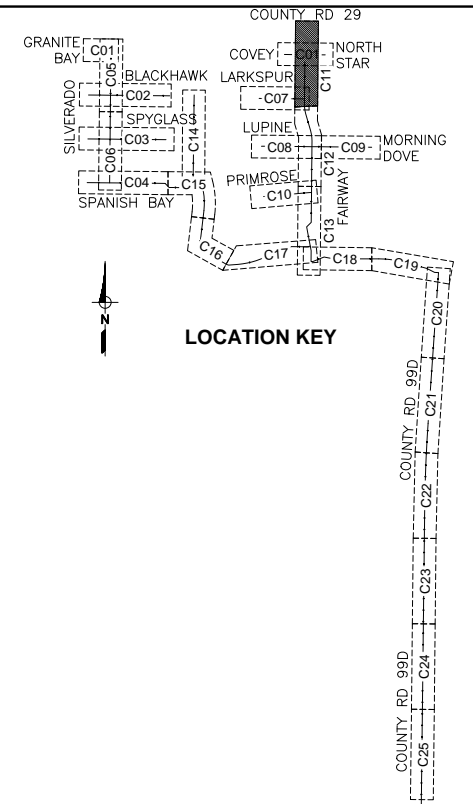 COUNTY RD 29
GRANITE
BAY
C01
C05
COVEY
C01
NORTH
STAR
C11
BLACKHAWK
LARKSPUR
C02
C07
SILVERADO
SPYGLASS
C14
C03
C06
LUPINE
C08
C12
C09
MORNING
DOVE
C04
C15
SPANISH BAY
PRIMROSE
C10
FAIRWAY
C13
C16
C17
C18
C19
C20
N
LOCATION KEY
COUNTY RD 99D
C21
C22
C23
C24
COUNTY RD 99D
C25